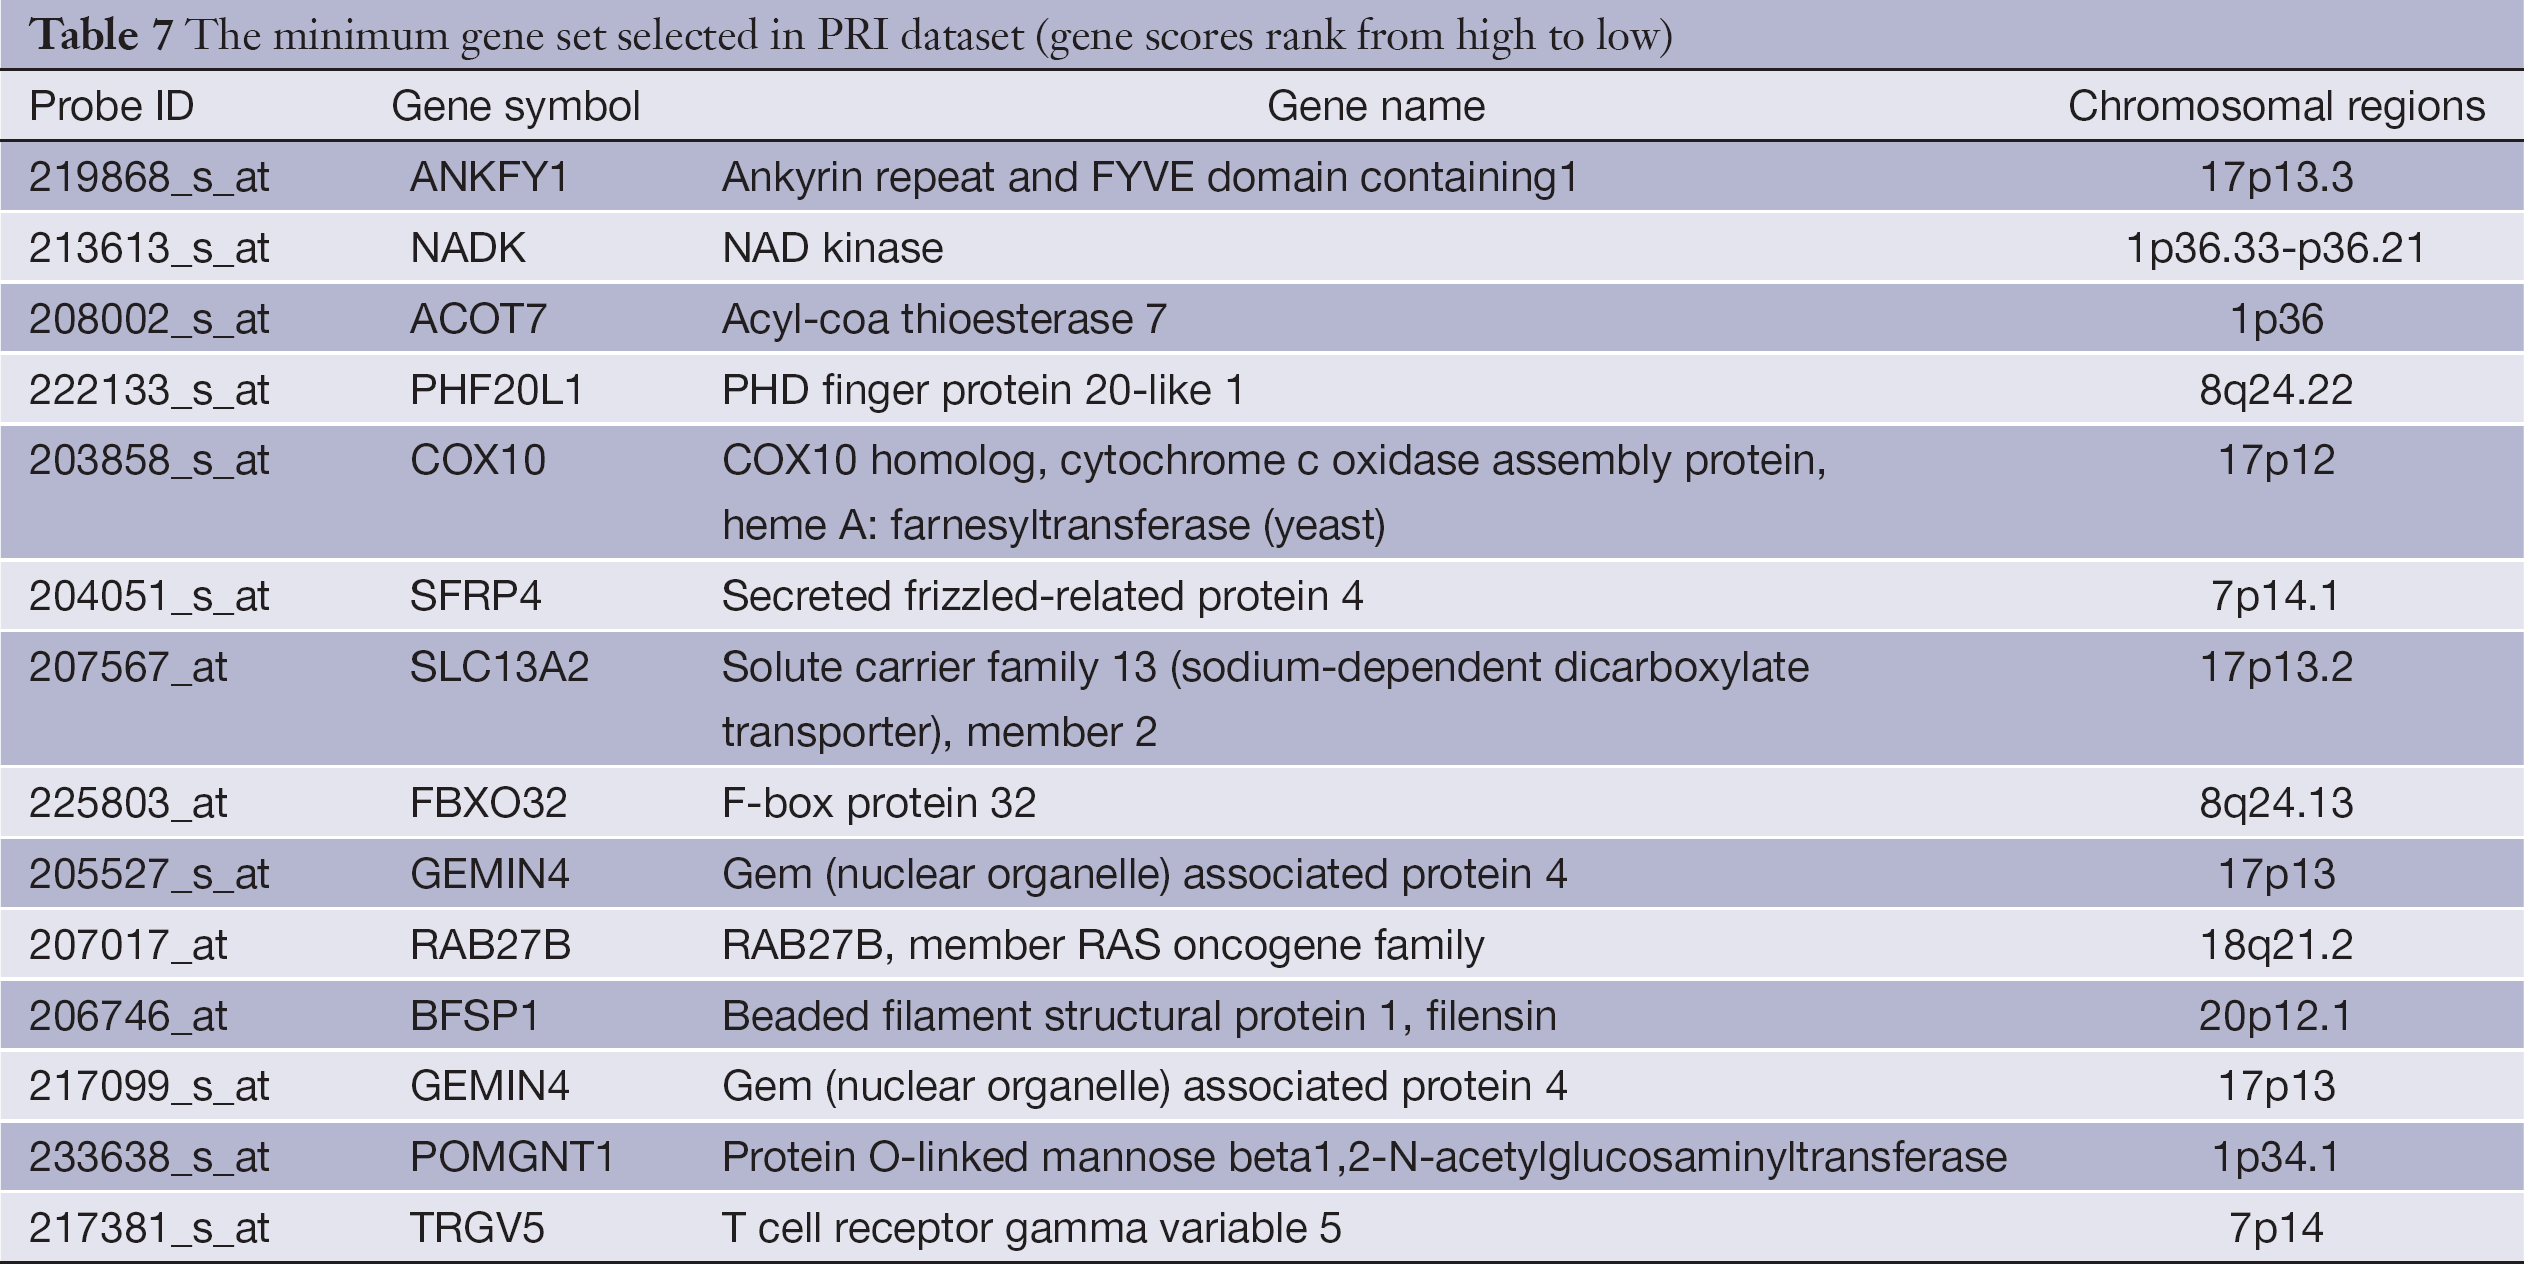 Table 7 The minimum gene set selected in PRI dataset (gene scores rank from high to low)
Probe ID Gene symbol Gene name Chromosomal regions
219868_s_at ANKFY1 Ankyrin repeat and FYVE domain containing1 17p13.3
213613_s_at NADK NAD kinase 1p36.33-p36.21
208002_s_at ACOT7 Acyl-coa thioesterase 7 1p36
222133_s_at PHF20L1 PHD finger protein 20-like 1 8q24.22
203858_s_at COX10 COX10 homolog, cytochrome c oxidase assembly protein, 17p12
heme A: farnesyltransferase (yeast)
204051_s_at SFRP4 Secreted frizzled-related protein 4 7p14.1
207567_at SLC13A2 Solute carrier family 13 (sodium-dependent dicarboxylate 17p13.2
transporter), member 2
225803_at FBXO32 F-box protein 32 8q24.13
205527_s_at GEMIN4 Gem (nuclear organelle) associated protein 4 17p13
207017_at RAB27B RAB27B, member RAS oncogene family 18q21.2
206746_at BFSP1 Beaded filament structural protein 1, filensin 20p12.1
217099_s_at GEMIN4 Gem (nuclear organelle) associated protein 4 17p13
233638_s_at POMGNT1 Protein O-linked mannose beta1,2-N-acetylglucosaminyltransferase 1p34.1
217381_s_at TRGV5 T cell receptor gamma variable 5 7p14